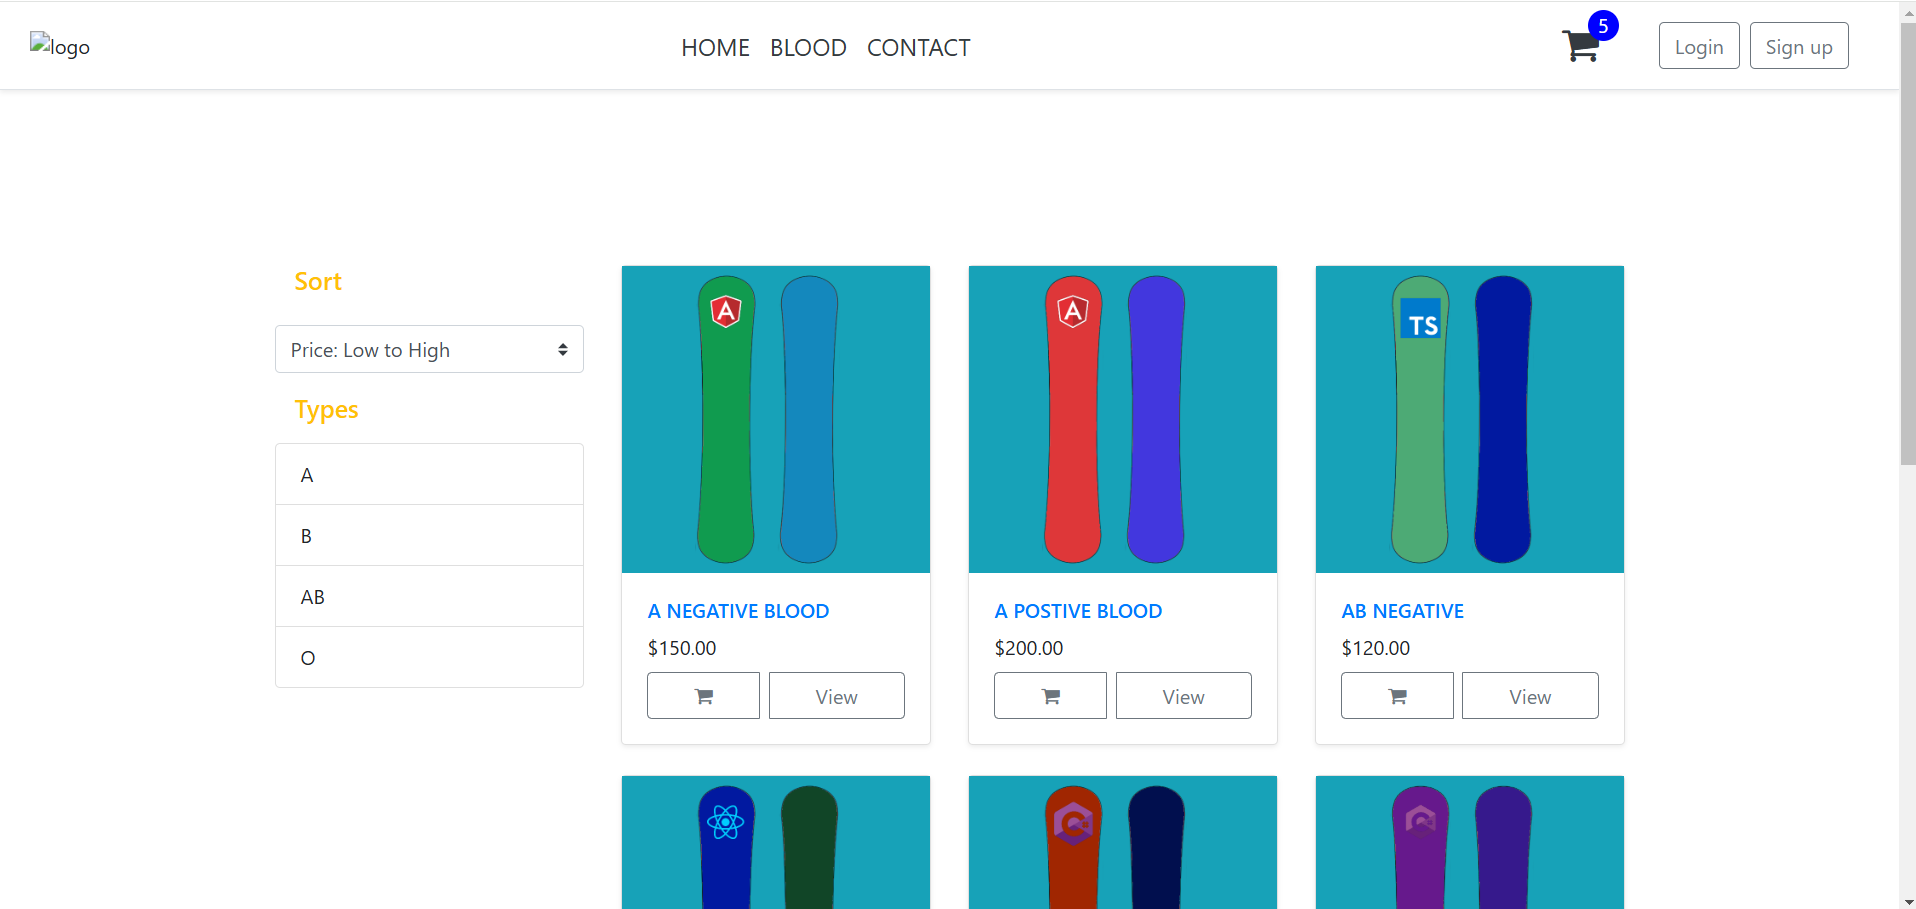 logo
HOME BLOOD CONTACT
5
Login
Sign up
Sort
Price: Low to High
Types
A
B
AB
O
A
A NEGATIVE BLOOD
$150.00
View
A
A POSTIVE BLOOD
$200.00
View
TS
AB NEGATIVE
$120.00
View
C
C